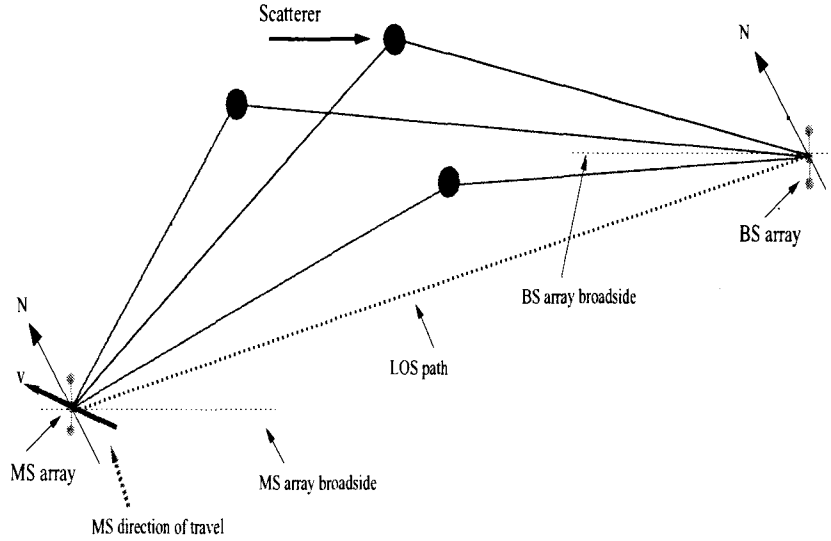 Scatterer
N
BS array
BS array broadside
N
LOS path
V
MS array
MS array broadside
MS direction of travel